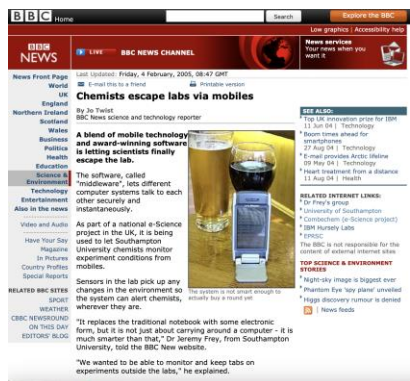 BBC Home
Search
Explore the BBC
Low graphics | Accessibility help
BBC
NEWS
LIVE BBC NEWS CHANNEL
News services
Your news when you
want it
News Front Page
World
UK
England
Northern Ireland
Scotland
Wales
Business
Politics
Health
Education
Science &
Environment
Technology
Entertainment
Also in the news
Video and Audio
Have Your Say
Magazine
In Pictures
Country Profiles
Special Reports
RELATED BBC SITES
SPORT
WEATHER
CBBC NEWSROUND
ON THIS DAY
EDITORS' BLOG
Last Updated: Friday, 4 February, 2005, 08:47 GMT
E-mail this to a friend
Printable version
Chemists escape labs via mobiles
By Jo Twist
BBC News science and technology reporter
A blend of mobile technology
and award-winning software
is letting scientists finally
escape the lab.
The software, called
"middleware", lets different
computer systems talk to each
other securely and
instantaneously.
As part of a national e-Science
project in the UK, it is being
used to let Southampton
University chemists monitor
experiment conditions from
mobiles.
Sensors in the lab pick up any
changes in the environment so
the system can alert chemists,
wherever they are.
The system is not smart enough to
actually buy a round yet
"It replaces the traditional notebook with some electronic
form, but it is not just about carrying around a computer - it is
much smarter than that," Dr Jeremy Frey, from Southampton
University, told the BBC News website.
"We wanted to be able to monitor and keep tabs on
experiments outside the labs," he explained.
SEE ALSO:
Top UK innovation prize for IBM
11 Jun 04 | Technology
Boom times ahead for
smartphones
27 Aug 04 | Technology
E-mail provides Arctic lifeline
09 May 04 | Technology
Heart treatment from a distance
11 Aug 04 | Health
RELATED INTERNET LINKS:
Dr Frey's group
University of Southampton
Combechem (e-Science project)
IBM Hursely Labs
EPRSC
The BBC is not responsible for the
content of external internet sites
TOP SCIENCE & ENVIRONMENT
STORIES
Night-sky image is biggest ever
Phantom Eye 'spy plane' unveiled
Higgs discovery rumour is denied
News feeds